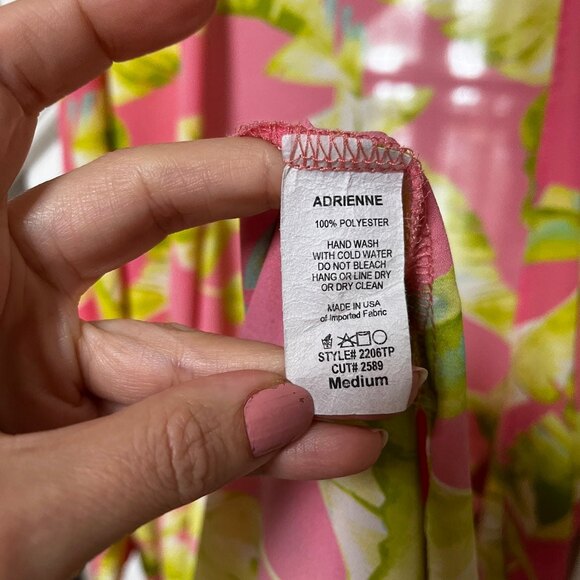 ADRIENNE
100% POLYESTER
HAND WASH
WITH COLD WATER
DO NOT BLEACH
HANG OR LINE DRY
OR DRY CLEAN
MADE IN USA
of Imported Fabric
STYLE# 2206TP
CUT# 2589
Medium